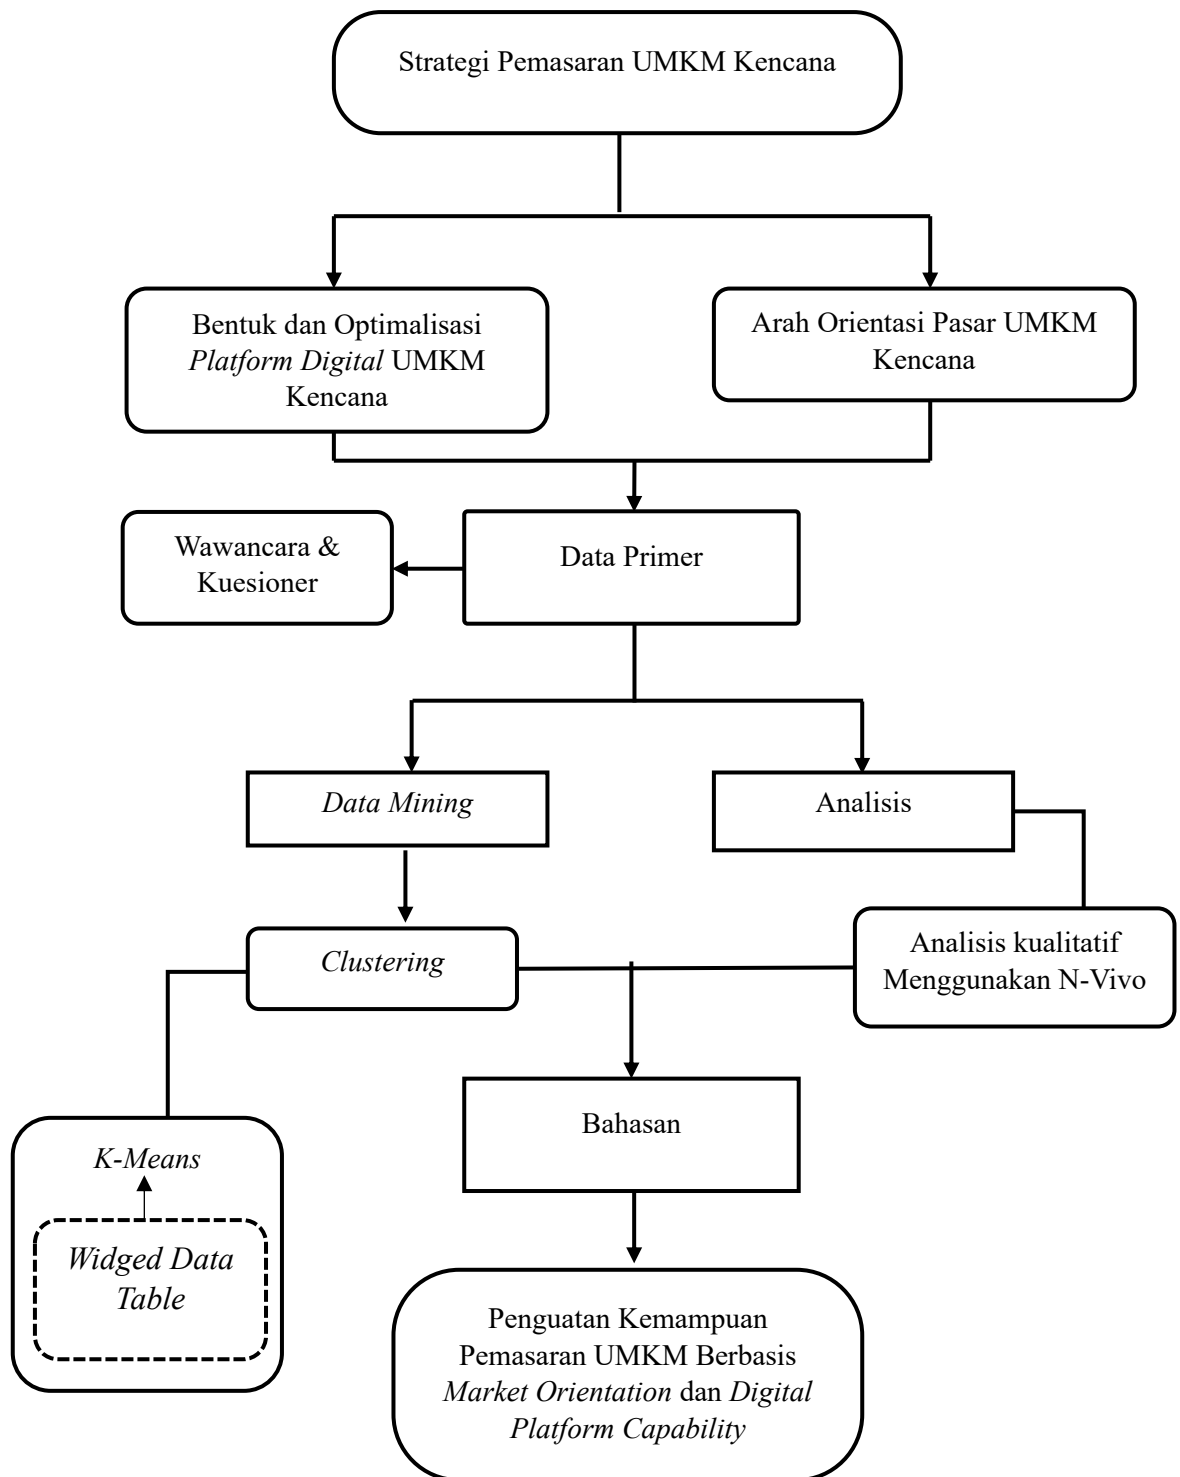 Strategi Pemasaran UMKM Kencana
Bentuk dan Optimalisasi
Platform Digital UMKM
Kencana
Arah Orientasi Pasar UMKM
Kencana
Wawancara &
Kuesioner
Data Primer
Data Mining
Analisis
Clustering
Analisis kualitatif
Menggunakan N-Vivo
Bahasan
K-Means
Widged Data
Table
Penguatan Kemampuan
Pemasaran UMKM Berbasis
Market Orientation dan Digital
Platform Capability